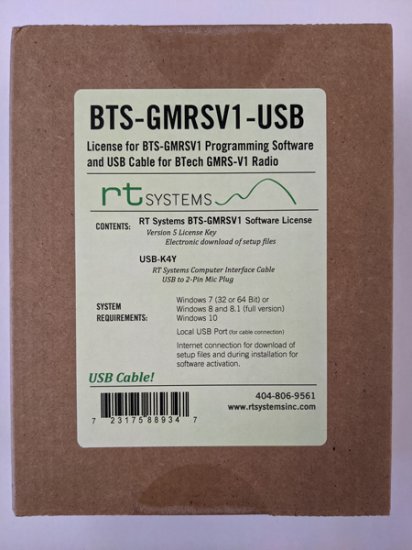 BTS-GMRSV1-USB
License for BTS-GMRSV1 Programming Software
and USB Cable for BTech GMRS-V1 Radio
rt SYSTEMS
CONTENTS:
RT Systems BTS-GMRSV1 Software License
Version 5 License Key
Electronic download of setup files
USB-K4Y
RT Systems Computer Interface Cable
USB to 2-Pin Mic Plug
SYSTEM
REQUIREMENTS:
Windows 7 (32 or 64 Bit) or
Windows 8 and 8.1 (full version)
Windows 10
Local USB Port (for cable connection)
Internet connection for download of
setup files and during installation for
software activation.
USB Cable!
7 23175 88934 7
404-806-9561
www.rtsystemsinc.com